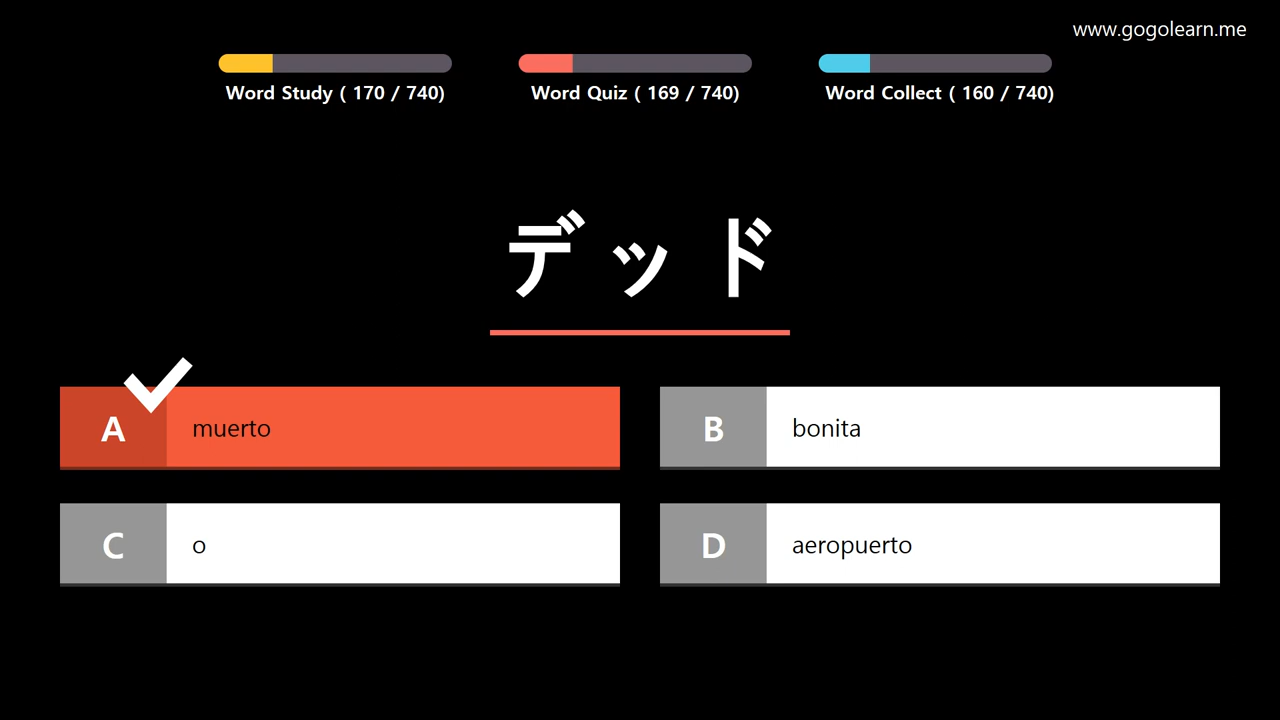 www.gogolearn.me
Word Study ( 170 / 740)
Word Quiz ( 169 / 740)
Word Collect ( 160 / 740)
デッド
A muerto
B bonita
C o
D aeropuerto